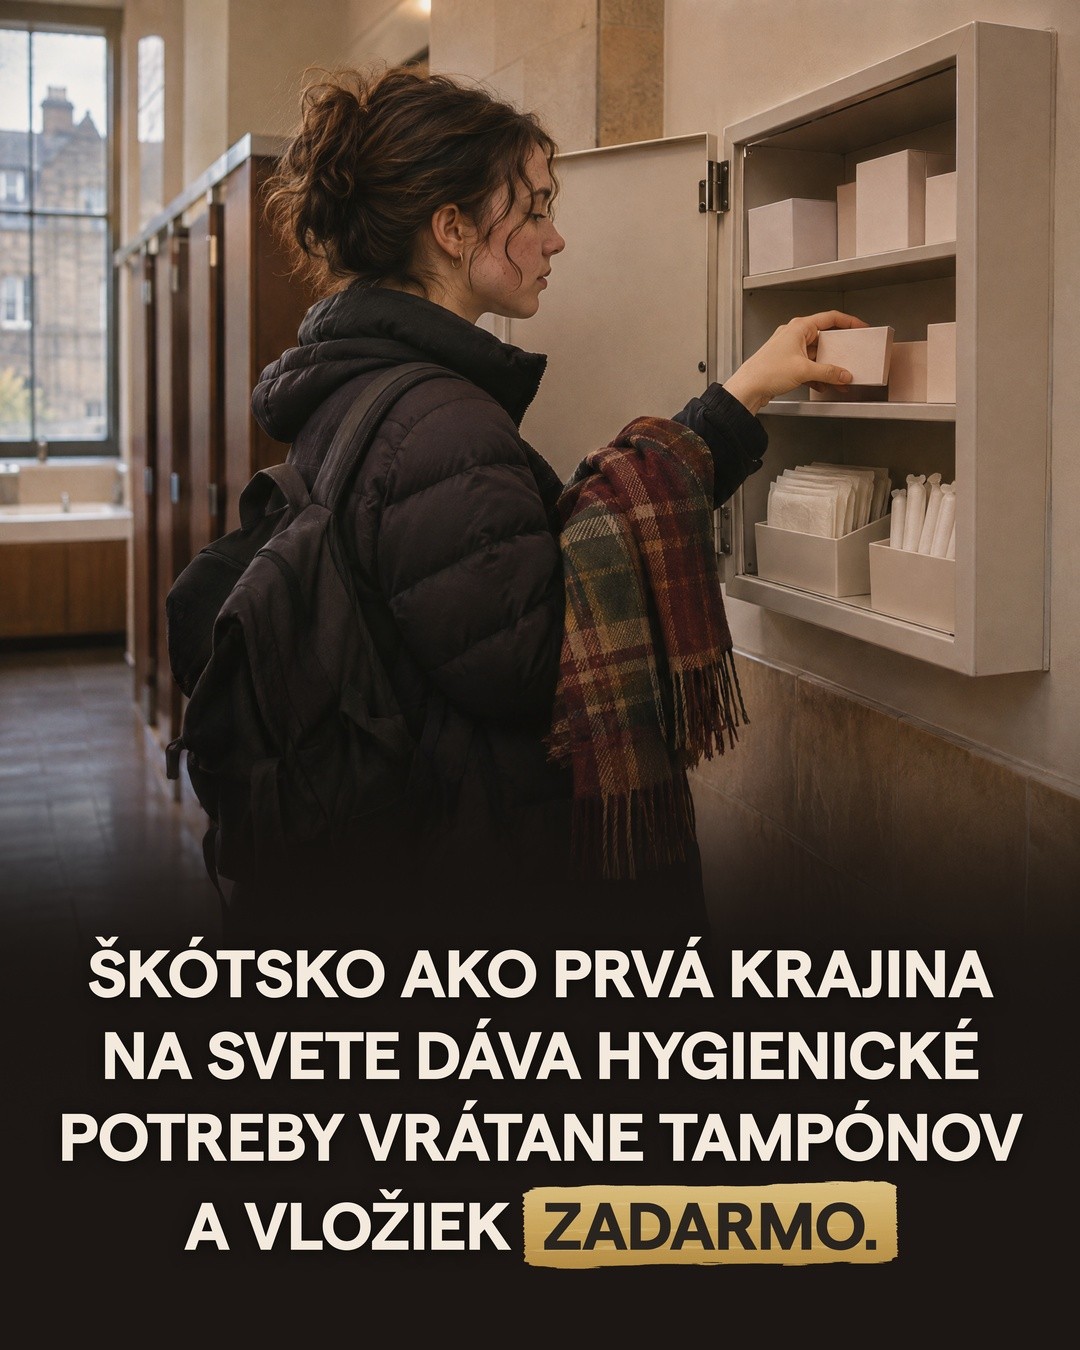 ŠKÓTSKO AKO PRVÁ KRAJINA
NA SVETE DÁVA HYGIENICKÉ
POTREBY VRÁTANE TAMPÓNOV
A VLOŽIEK ZADARMO.